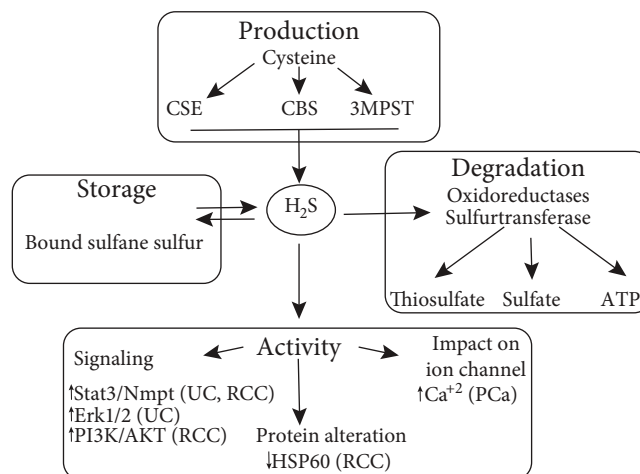 Production
Cysteine
CSE CBS 3MPST
Storage
Bound sulfane sulfur
H₂S
Degradation
Oxidoreductases
Sulfurtransferase
Thiosulfate Sulfate ATP
Activity
Signaling
↑Stat3/Nmpt (UC, RCC)
↑Erk1/2 (UC)
↑PI3K/AKT (RCC)
Protein alteration
↓HSP60 (RCC)
Impact on
ion channel
↑Ca⁺² (PCa)